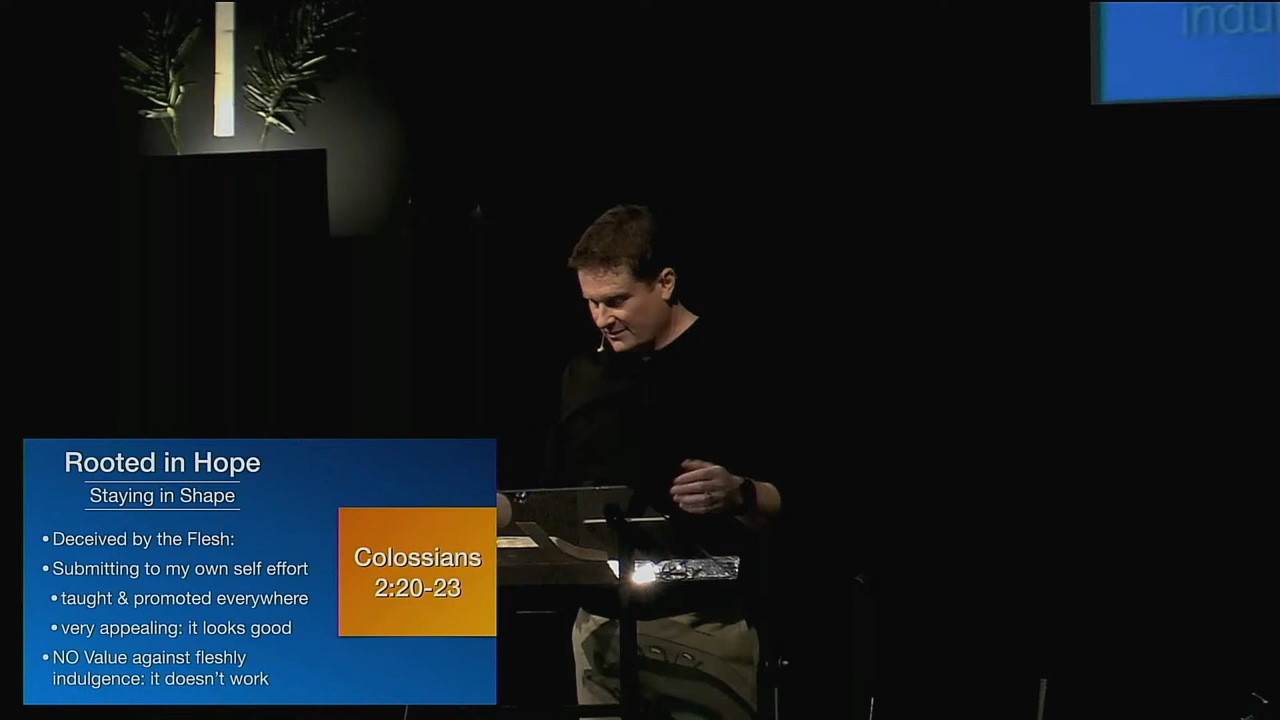 indu
Rooted in Hope
Staying in Shape
• Deceived by the Flesh:
• Submitting to my own self effort
• taught & promoted everywhere
• very appealing: it looks good
• NO Value against fleshly
indulgence: it doesn't work
Colossians
2:20-23